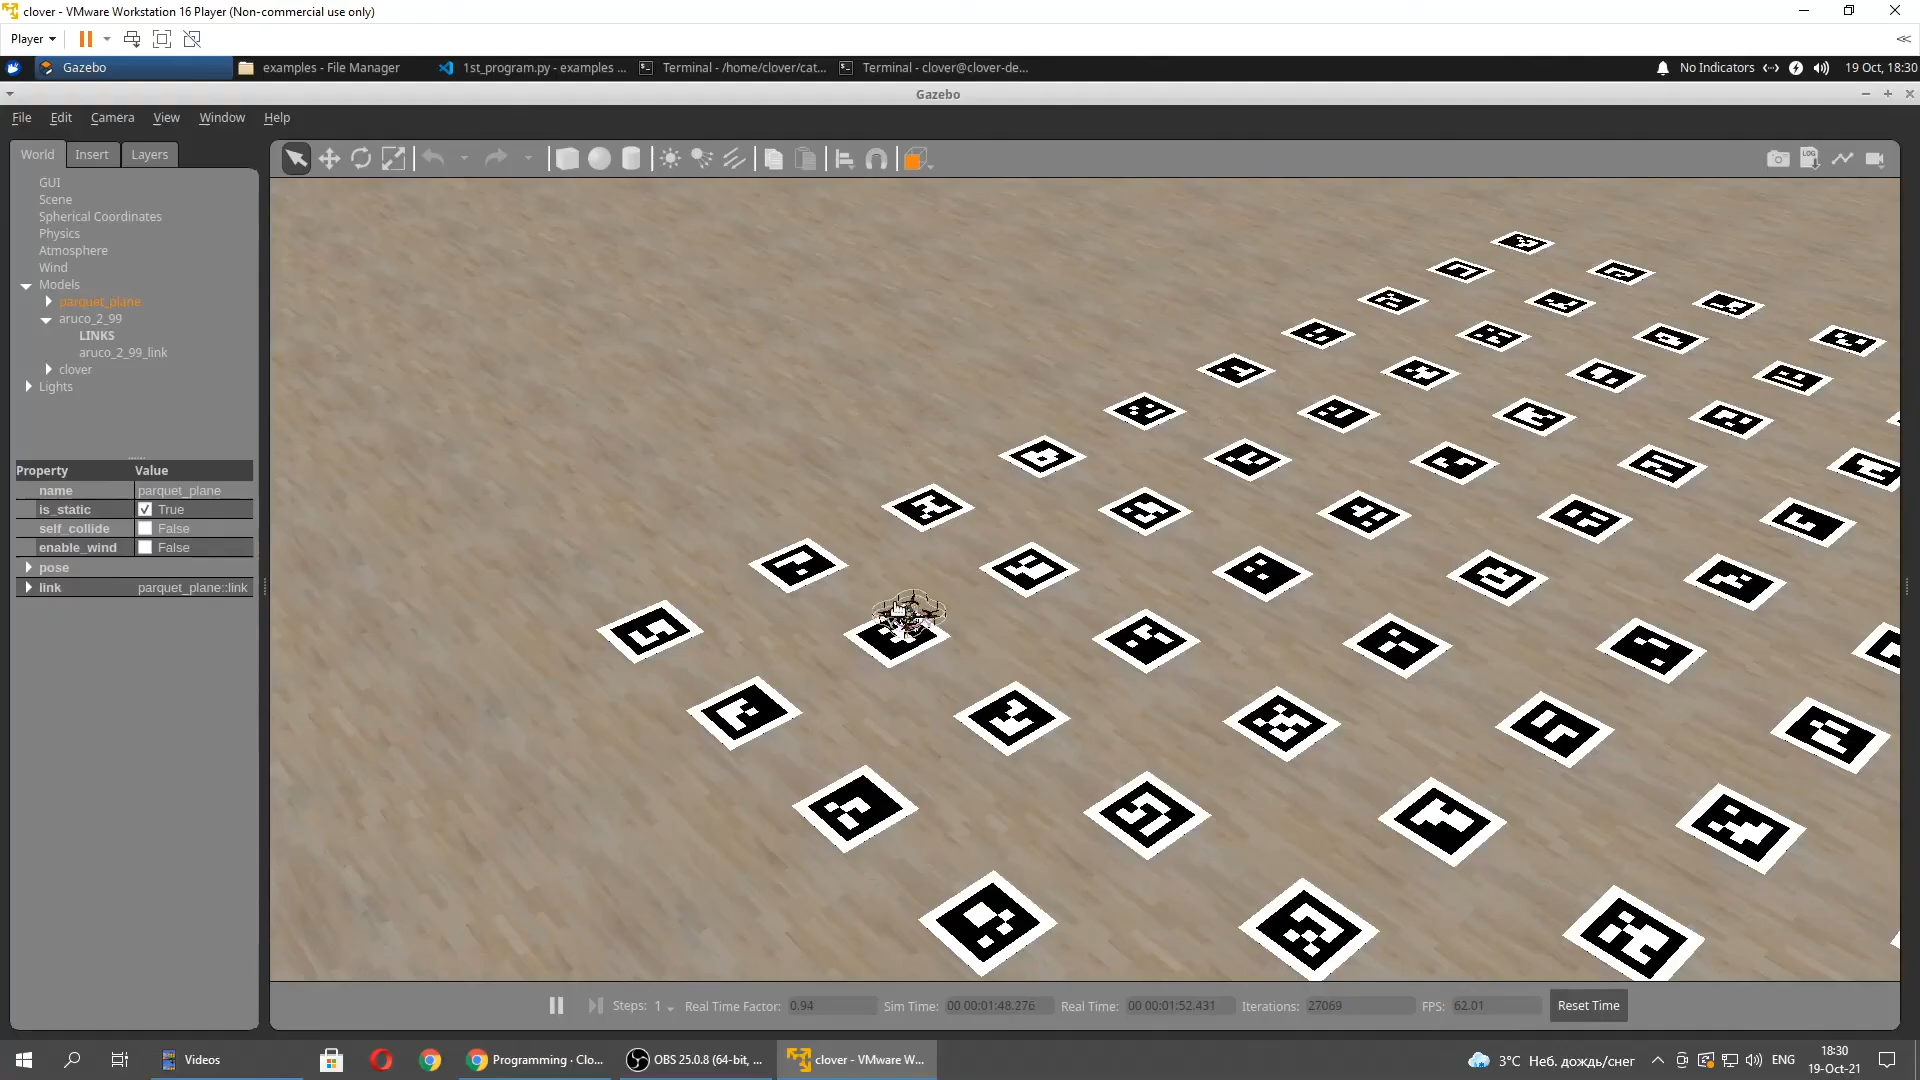 clover - VMware Workstation 16 Player (Non-commercial use only)
Player
Gazebo
examples - File Manager
1st_program.py - examples ...
Terminal - /home/clover/cat...
Terminal - clover@clover-de...
No Indicators
19 Oct, 18:30
Gazebo
File Edit Camera View Window Help
World Insert Layers
GUI
Scene
Spherical Coordinates
Physics
Atmosphere
Wind
Models
parquet_plane
aruco_2_99
LINKS
aruco_2_99_link
clover
Lights
Property Value
name parquet_plane
is_static True
self_collide False
enable_wind False
pose
link parquet_plane::link
LOG
Steps: 1 Real Time Factor: 0.94 Sim Time: 00 00:01:48.276 Real Time: 00 00:01:52.431 Iterations: 27069 FPS: 62.01 Reset Time
Videos
Programming · Clo...
OBS 25.0.8 (64-bit, ...
clover - VMware W...
3°C Неб. дождь/снег
ENG
18:30
19-Oct-21